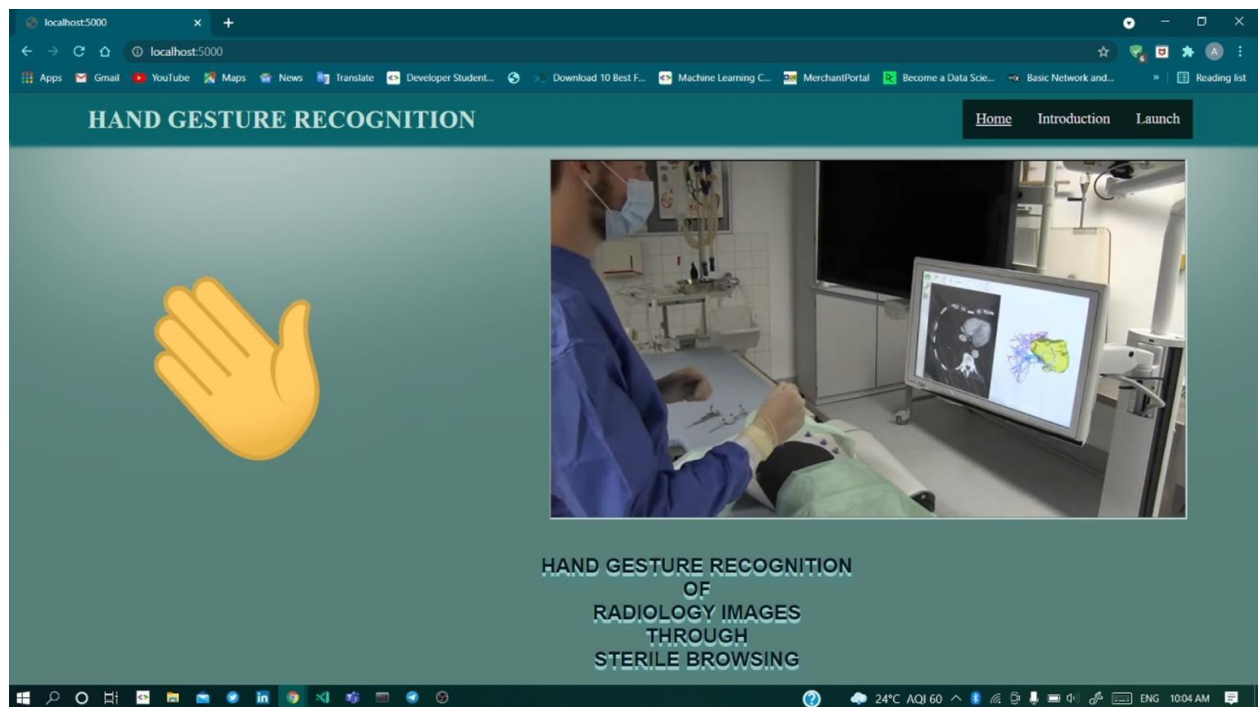 localhost:5000
localhost:5000
Apps Gmail YouTube Maps News Translate Developer Student... Download 10 Best F... Machine Learning C... MerchantPortal Become a Data Scie... Basic Network and... » Reading list
HAND GESTURE RECOGNITION
Home Introduction Launch
HAND GESTURE RECOGNITION
OF
RADIOLOGY IMAGES
THROUGH
STERILE BROWSING
24°C AQI 60 ENG 10:04 AM